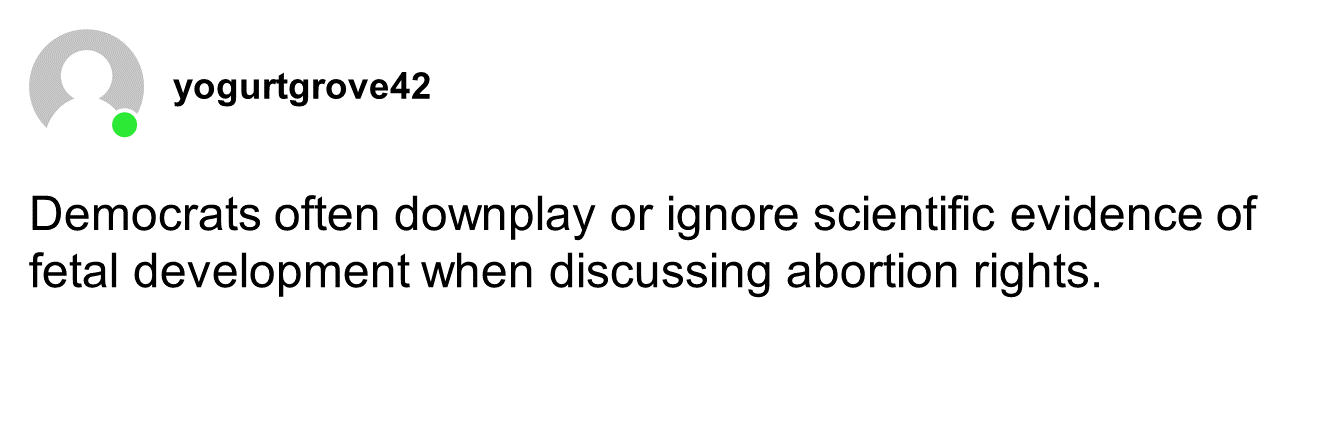 yogurtgrove42
Democrats often downplay or ignore scientific evidence of
fetal development when discussing abortion rights.